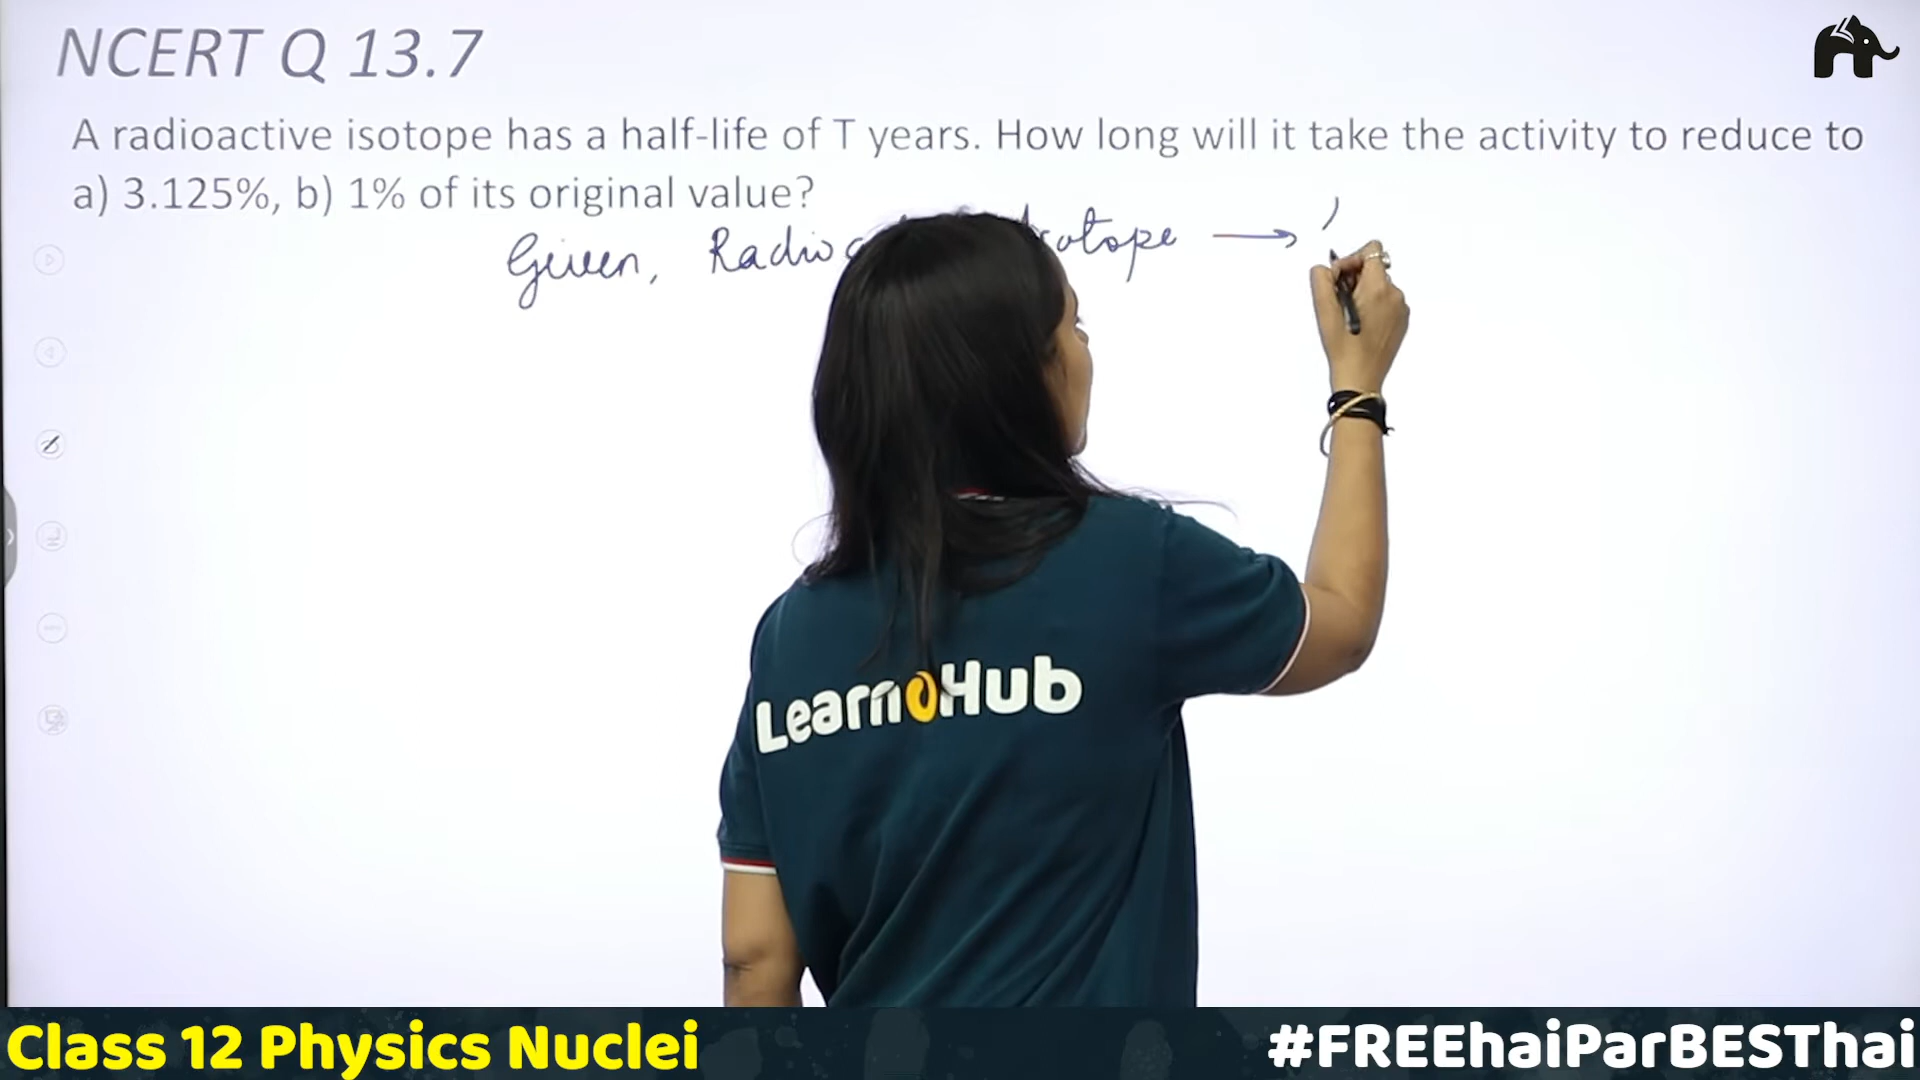 NCERT Q 13.7
A radioactive isotope has a half-life of T years. How long will it take the activity to reduce to
a) 3.125%, b) 1% of its original value?
Given, →
LearnoHub
Class 12 Physics Nuclei
#FREEhaiParBESThai